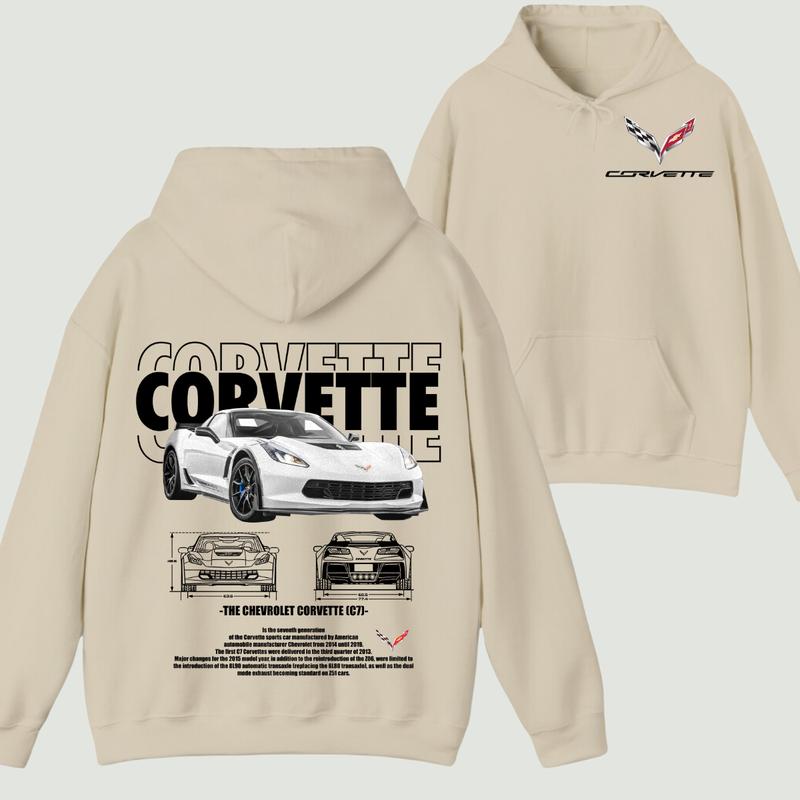 CORVETTE
CORVETTE
CORVETTE
CORVETTE
-THE CHEVROLET CORVETTE (C7)-
Is the seventh generation
of the Corvette sports car manufactured by American
automobile manufacturer Chevrolet from 2014 until 2019.
The first C7 Corvettes were delivered in the third quarter of 2013.
Major changes for the 2015 model year, in addition to the reintroduction of the Z06, were limited to
the introduction of the 8L90 automatic transaxle (replacing the 6L80 transaxle), as well as the dual
mode exhaust becoming standard on Z51 cars.